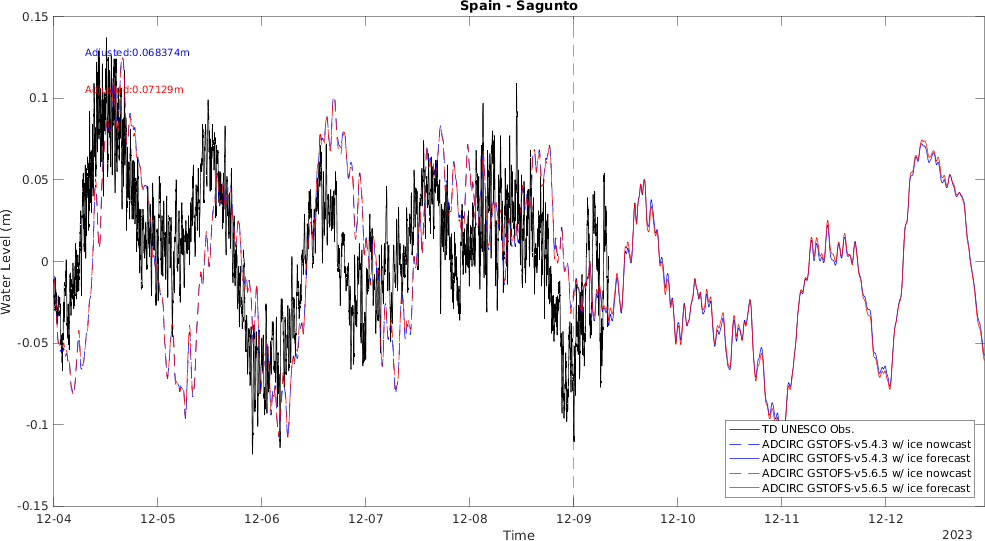 Spain - Sagunto
0.15
Adjusted:0.068374m
0.1
Adjusted:0.07129m
0.05
0
-0.05
-0.1
-0.15
Water Level (m)
TD UNESCO Obs.
ADCIRC GSTOFS-v5.4.3 w/ ice nowcast
ADCIRC GSTOFS-v5.4.3 w/ ice forecast
ADCIRC GSTOFS-v5.6.5 w/ ice nowcast
ADCIRC GSTOFS-v5.6.5 w/ ice forecast
12-04 12-05 12-06 12-07 12-08 12-09 12-10 12-11 12-12
Time
2023